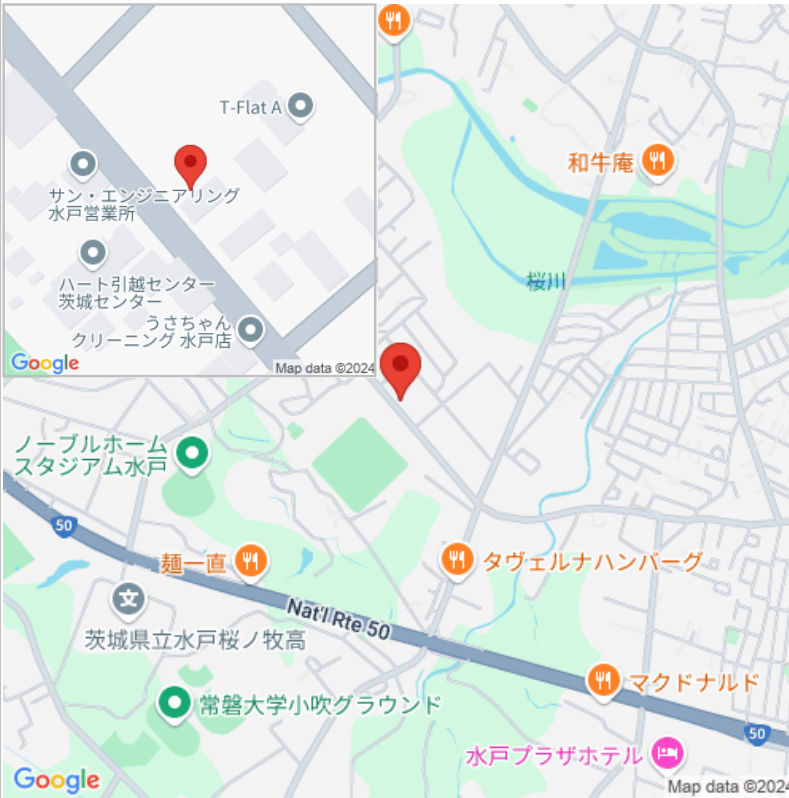 T-Flat A
サン・エンジニアリング
水戸営業所
ハート引越センター
茨城センター
うさちゃん
クリーニング 水戸店
Google
Map data ©2024
和牛庵
桜川
ノーブルホーム
スタジアム水戸
50
麺一直
タヴェルナハンバーグ
文
Nat'l Rte 50
茨城県立水戸桜ノ牧高
マクドナルド
常磐大学小吹グラウンド
50
水戸プラザホテル
Google
Map data ©2024